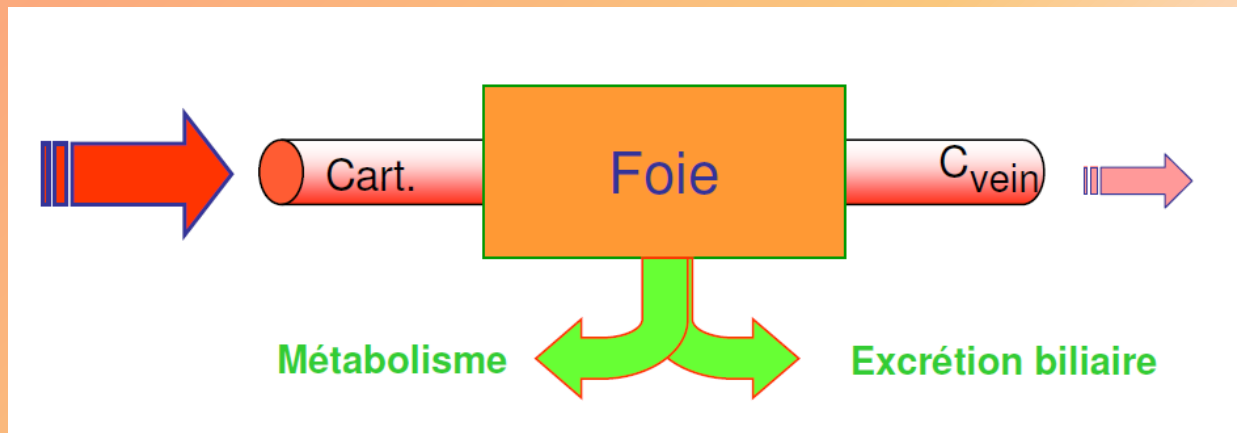 Cart.
Foie
Cvein
Métabolisme
Excrétion biliaire